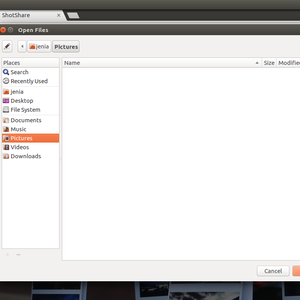 ShotShare
Open Files
jenia
Pictures
Places
Name
Size
Modified
Search
Recently Used
jenia
Desktop
File System
Documents
Music
Pictures
Videos
Downloads
Cancel